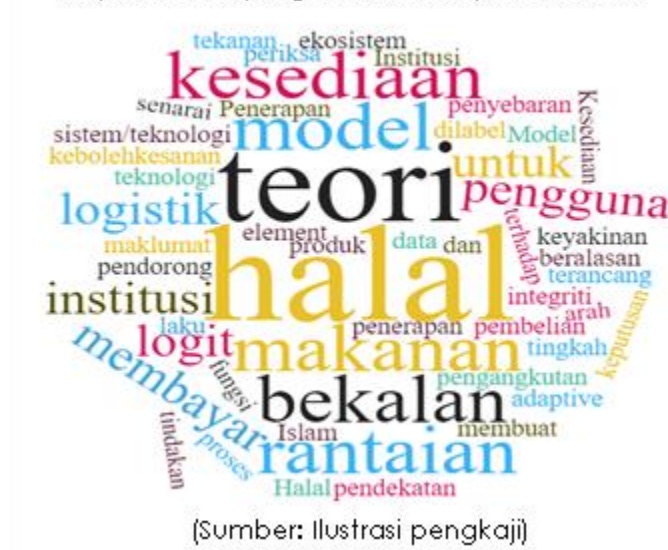 tekanan ekosistem
periksa Institusi
kesediaan
senarai Penerapan penyebaran Kesediaan
sistem/teknologi model dilabel Model
kebolehkesanan teori untuk
teknologi pengguna
logistik terhadap
element keyakinan
maklumat halal produk data dan beralasan
pendorong terancang
institusi integriti
arah
laku penerapan pembelian keputusan
logit makanan tingkah
membayar fungsi pengangkutan
bekalan adaptive
tindakan Islam membuat
proses rantaian
Halal pendekatan
(Sumber: Ilustrasi pengkaji)